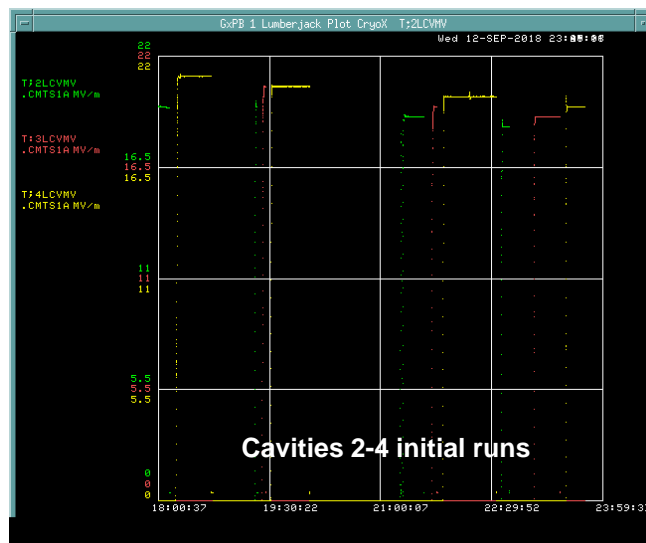 GxPB 1 Lumberjack Plot CryoX T;2LCVMV
Wed 12-SEP-2018
22
22
22
T;2LCVMV
.CMTS1A MV/m
T:3LCVMV
.CMTS1A MV/m
16.5
16.5
16.5
T;4LCVMV
.CMTS1A MV/m
11
11
11
5.5
5.5
5.5
Cavities 2-4 initial runs
0
0
0
18:00:37 19:30:22 21:00:07 22:29:52 23:59:37